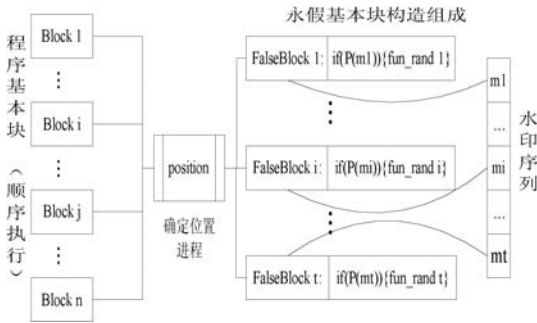 永假基本块构造组成
程序基本块（顺序执行）
Block 1
⋮
Block i
⋮
Block j
⋮
Block n
position
确定位置
进程
FalseBlock 1: if(P(m1)){fun_rand 1}
⋮
FalseBlock i: if(P(mi)){fun_rand i}
⋮
FalseBlock t: if(P(mt)){fun_rand t}
m1
...
mi
...
mt
水印序列